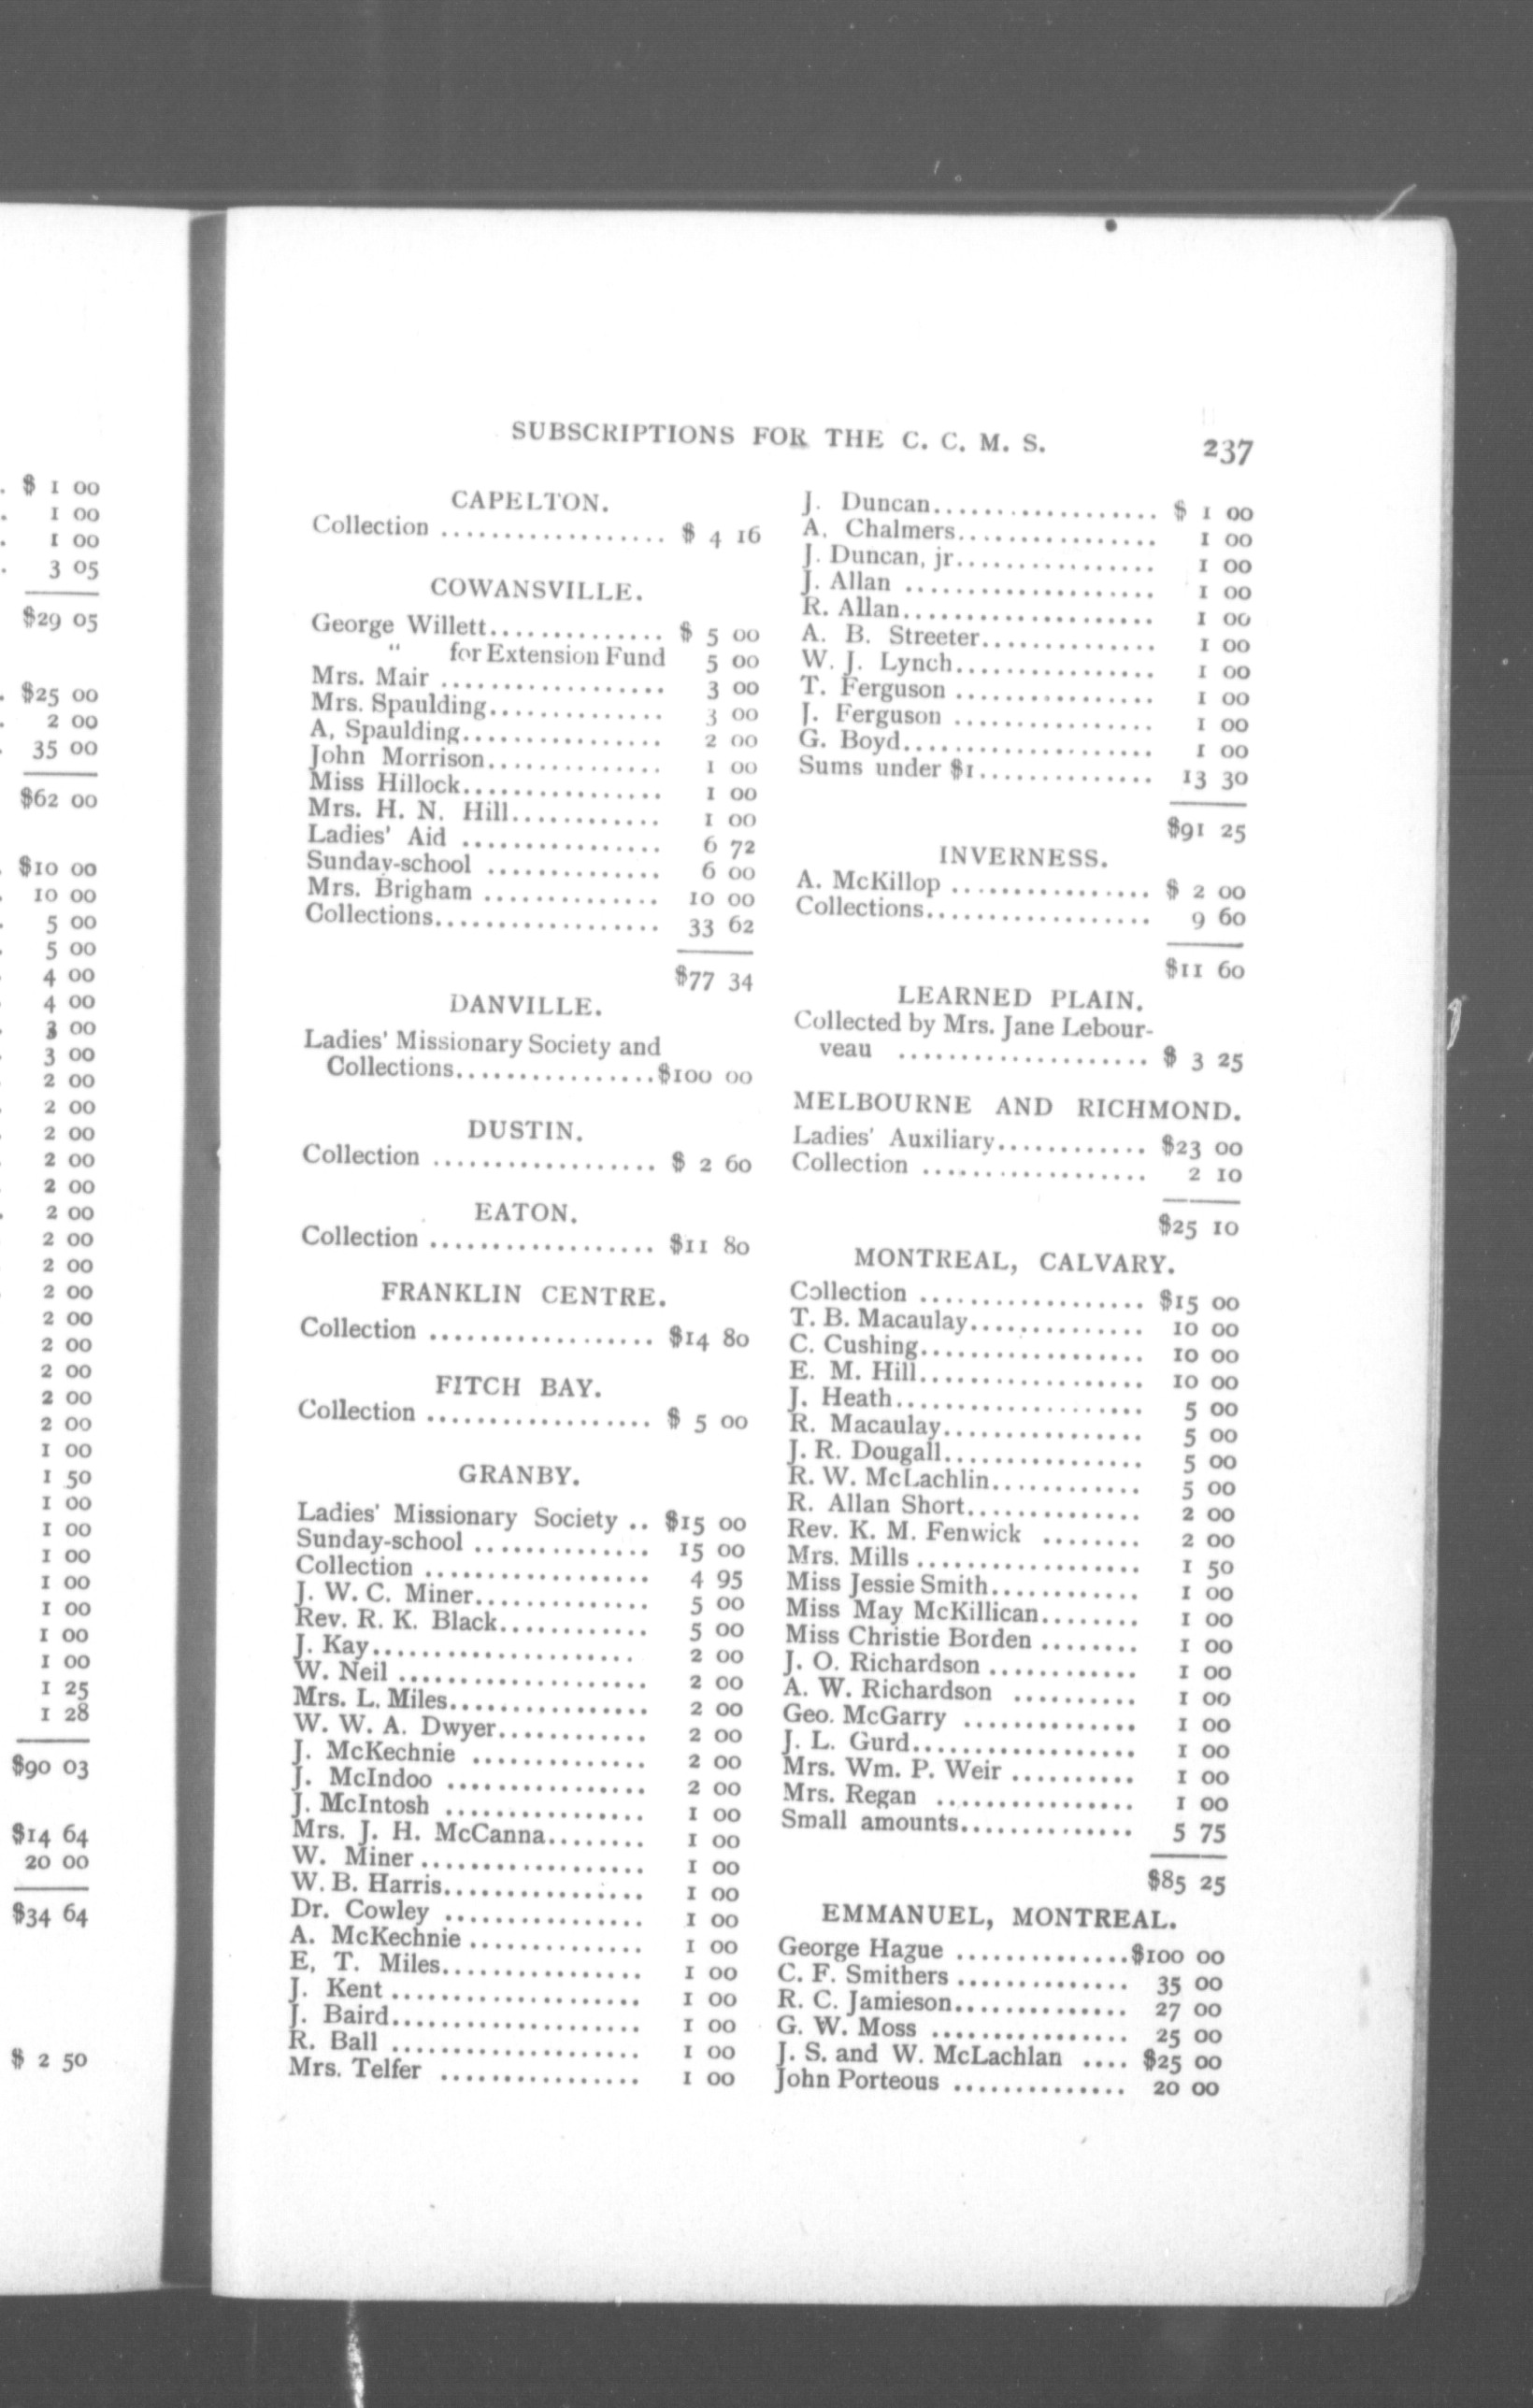 $ 1 00
1 00
1 00
3 05
$29 05
$25 00
2 00
35 00
$62 00
$10 00
10 00
5 00
5 00
4 00
4 00
3 00
3 00
2 00
2 00
2 00
2 00
2 00
2 00
2 00
2 00
2 00
2 00
2 00
2 00
2 00
2 00
1 00
1 50
1 00
1 00
1 00
1 00
1 00
1 00
1 00
1 25
1 28
$90 03
$14 64
20 00
$34 64
$ 2 50
SUBSCRIPTIONS FOR THE C. C. M. S. 237
CAPELTON.
Collection .................. $ 4 16
COWANSVILLE.
George Willett.............. $ 5 00
" for Extension Fund 5 00
Mrs. Mair .................. 3 00
Mrs. Spaulding.............. 3 00
A, Spaulding................ 2 00
John Morrison.............. 1 00
Miss Hillock................ 1 00
Mrs. H. N. Hill............ 1 00
Ladies' Aid ................ 6 72
Sunday-school .............. 6 00
Mrs. Brigham .............. 10 00
Collections.................. 33 62
$77 34
DANVILLE.
Ladies' Missionary Society and
Collections................$100 00
DUSTIN.
Collection .................. $ 2 60
EATON.
Collection .................. $11 80
FRANKLIN CENTRE.
Collection .................. $14 80
FITCH BAY.
Collection .................. $ 5 00
GRANBY.
Ladies' Missionary Society .. $15 00
Sunday-school .............. 15 00
Collection .................. 4 95
J. W. C. Miner.............. 5 00
Rev. R. K. Black............ 5 00
J. Kay..................... 2 00
W. Neil .................... 2 00
Mrs. L. Miles................ 2 00
W. W. A. Dwyer............ 2 00
J. McKechnie .............. 2 00
J. McIndoo ................ 2 00
J. McIntosh ................ 1 00
Mrs. J. H. McCanna........ 1 00
W. Miner .................. 1 00
W. B. Harris................ 1 00
Dr. Cowley ................ 1 00
A. McKechnie .............. 1 00
E, T. Miles................ 1 00
J. Kent .................... 1 00
J. Baird.................... 1 00
R. Ball .................... 1 00
Mrs. Telfer ................ 1 00
J. Duncan.................. $ 1 00
A. Chalmers................ 1 00
J. Duncan, jr................ 1 00
J. Allan .................... 1 00
R. Allan.................... 1 00
A. B. Streeter.............. 1 00
W. J. Lynch................ 1 00
T. Ferguson ................ 1 00
J. Ferguson ................ 1 00
G. Boyd.................... 1 00
Sums under $1.............. 13 30
$91 25
INVERNESS.
A. McKillop ................ $ 2 00
Collections.................. 9 60
$11 60
LEARNED PLAIN.
Collected by Mrs. Jane Lebour-
veau .................... $ 3 25
MELBOURNE AND RICHMOND.
Ladies' Auxiliary............ $23 00
Collection .................. 2 10
$25 10
MONTREAL, CALVARY.
Collection .................. $15 00
T. B. Macaulay.............. 10 00
C. Cushing.................. 10 00
E. M. Hill.................. 10 00
J. Heath.................... 5 00
R. Macaulay................ 5 00
J. R. Dougall................ 5 00
R. W. McLachlin............ 5 00
R. Allan Short.............. 2 00
Rev. K. M. Fenwick ........ 2 00
Mrs. Mills .................. 1 50
Miss Jessie Smith............ 1 00
Miss May McKillican........ 1 00
Miss Christie Borden ........ 1 00
J. O. Richardson ............ 1 00
A. W. Richardson .......... 1 00
Geo. McGarry .............. 1 00
J. L. Gurd.................. 1 00
Mrs. Wm. P. Weir .......... 1 00
Mrs. Regan ................ 1 00
Small amounts.............. 5 75
$85 25
EMMANUEL, MONTREAL.
George Hague ..............$100 00
C. F. Smithers .............. 35 00
R. C. Jamieson.............. 27 00
G. W. Moss ................ 25 00
J. S. and W. McLachlan .... $25 00
John Porteous .............. 20 00